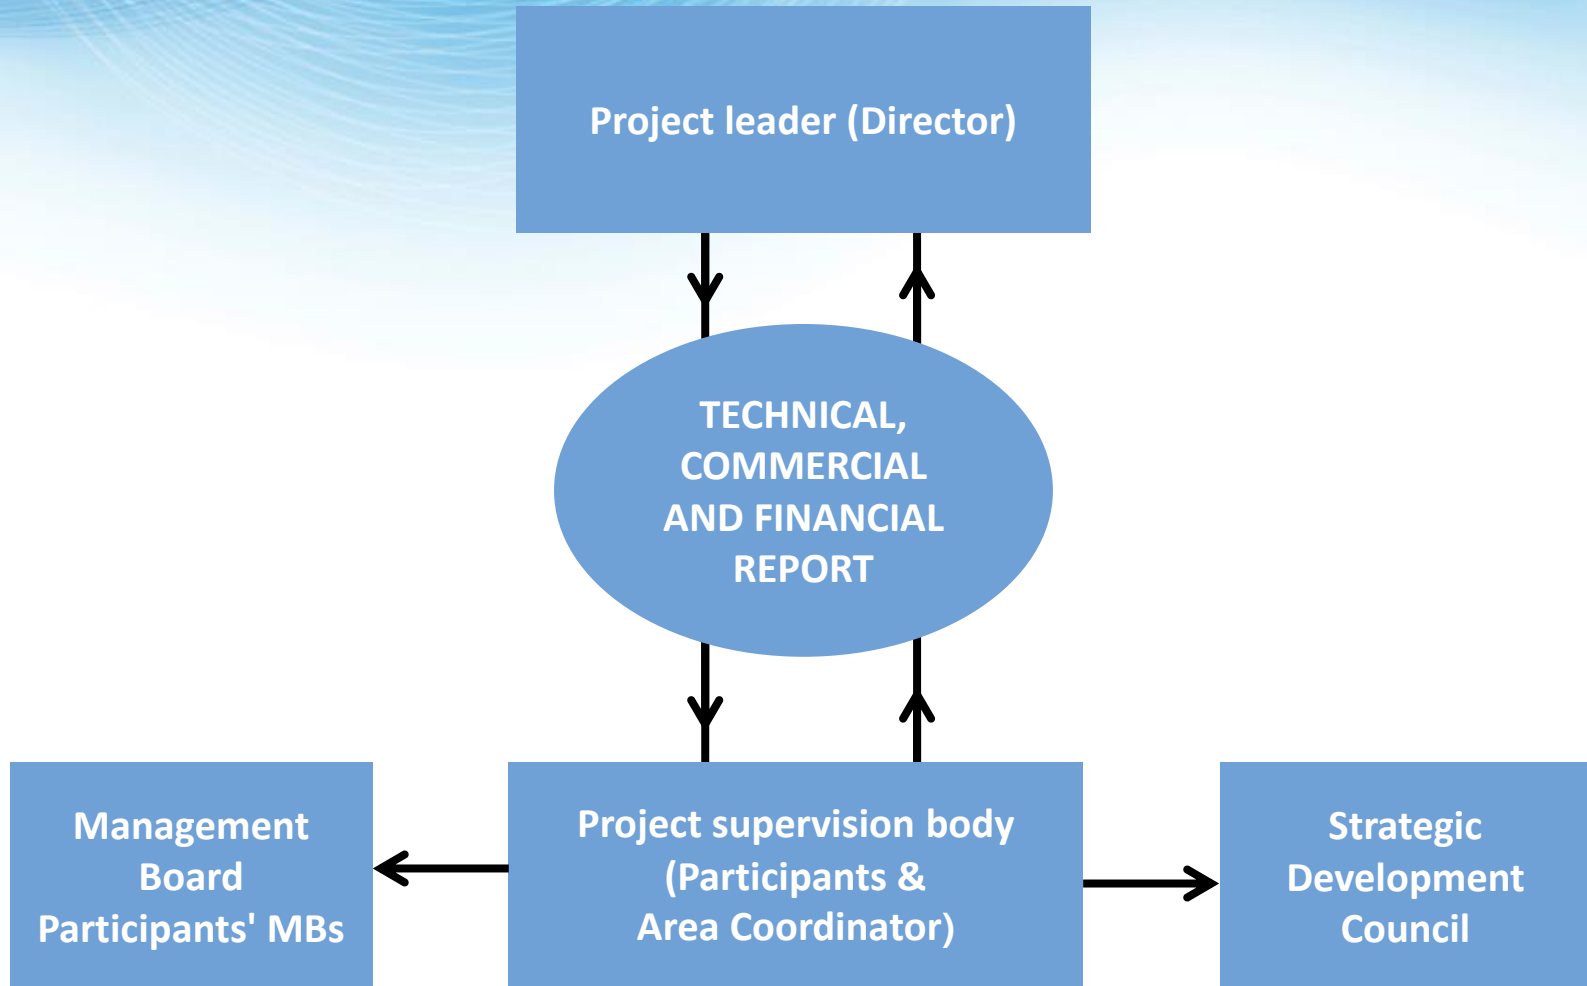 Project leader (Director)
TECHNICAL,
COMMERCIAL
AND FINANCIAL
REPORT
Management
Board
Participants' MBs
Project supervision body
(Participants &
Area Coordinator)
Strategic
Development
Council